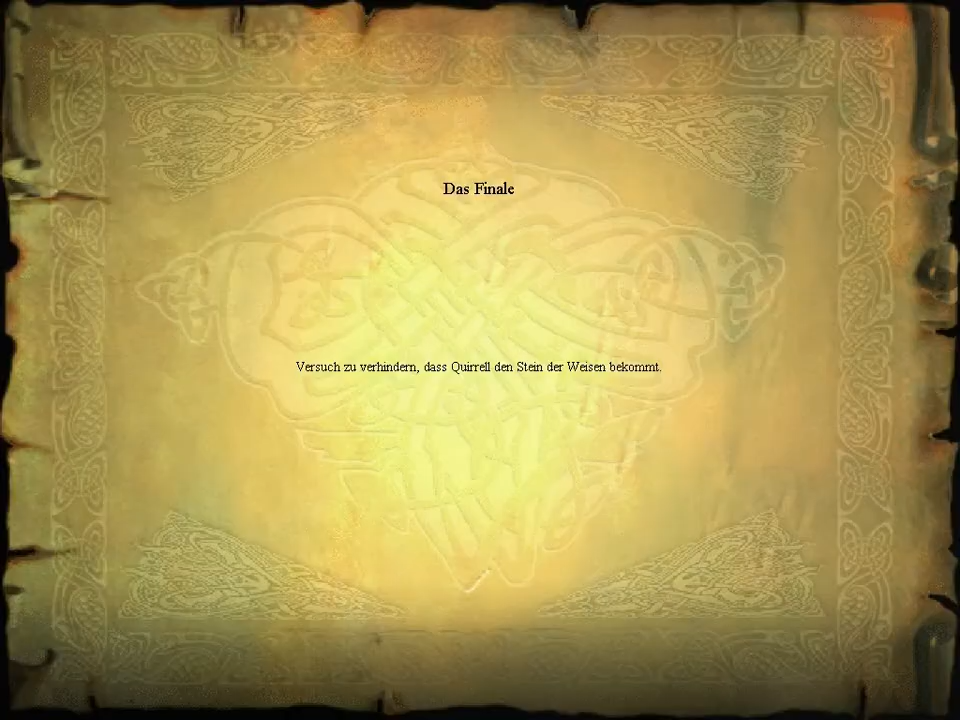 Das Finale
Versuch zu verhindern, dass Quirrell den Stein der Weisen bekommt.